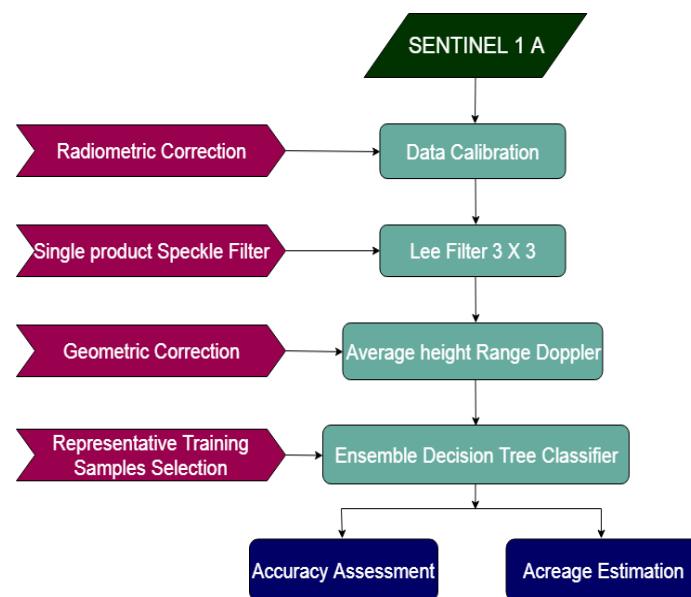 SENTINEL 1 A
Radiometric Correction
Data Calibration
Single product Speckle Filter
Lee Filter 3 X 3
Geometric Correction
Average height Range Doppler
Representative Training
Samples Selection
Ensemble Decision Tree Classifier
Accuracy Assessment
Acreage Estimation